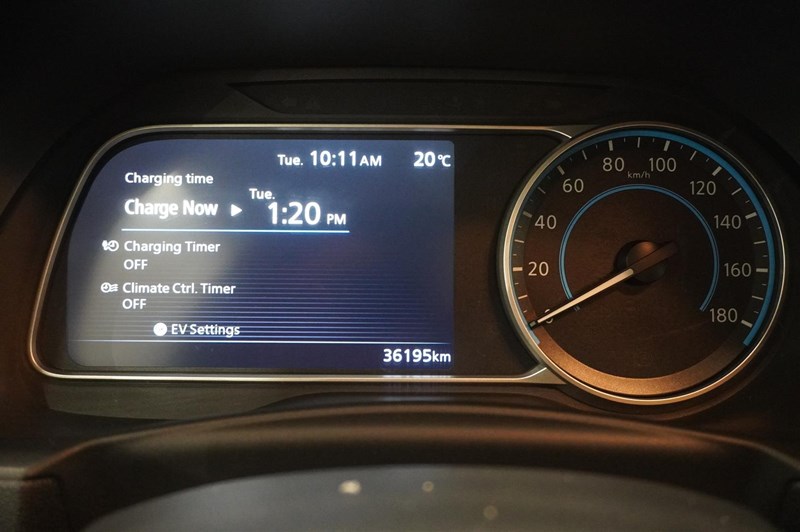 Tue. 10:11AM 20°C
Charging time
Charge Now ▶ Tue. 1:20 PM
Charging Timer
OFF
Climate Ctrl. Timer
OFF
EV Settings
36195km
0 20 40 60 80 100 120 140 160 180
km/h